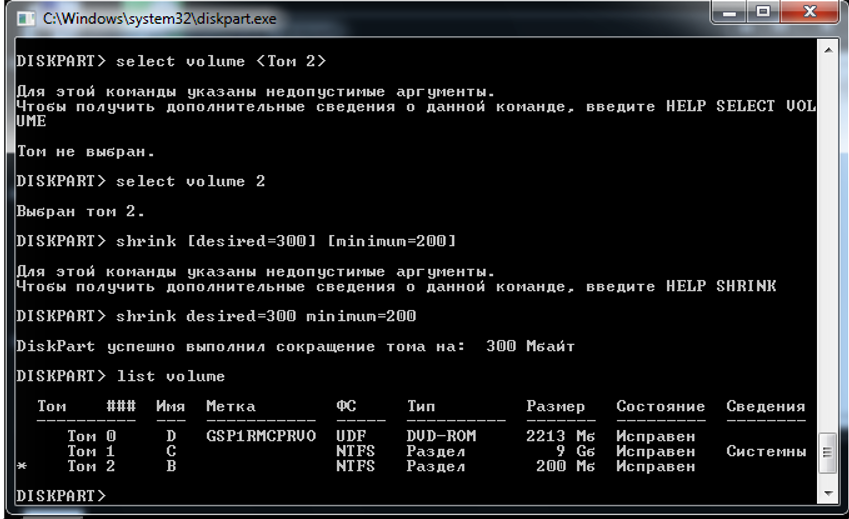 C:\Windows\system32\diskpart.exe
DISKPART> select volume <Том 2>
Для этой команды указаны недопустимые аргументы.
Чтобы получить дополнительные сведения о данной команде, введите HELP SELECT VOL
UME
Том не выбран.
DISKPART> select volume 2
Выбран том 2.
DISKPART> shrink [desired=300] [minimum=200]
Для этой команды указаны недопустимые аргументы.
Чтобы получить дополнительные сведения о данной команде, введите HELP SHRINK
DISKPART> shrink desired=300 minimum=200
DiskPart успешно выполнил сокращение тома на:  300 Mбайт
DISKPART> list volume
Том ### Имя Метка ФС Тип Размер Состояние Сведения
Том 0 D GSP1RMCPRVO UDF DVD-ROM 2213 Mб Исправен
Том 1 C NTFS Раздел 9 Gб Исправен Системны
* Том 2 B NTFS Раздел 200 Mб Исправен
DISKPART>